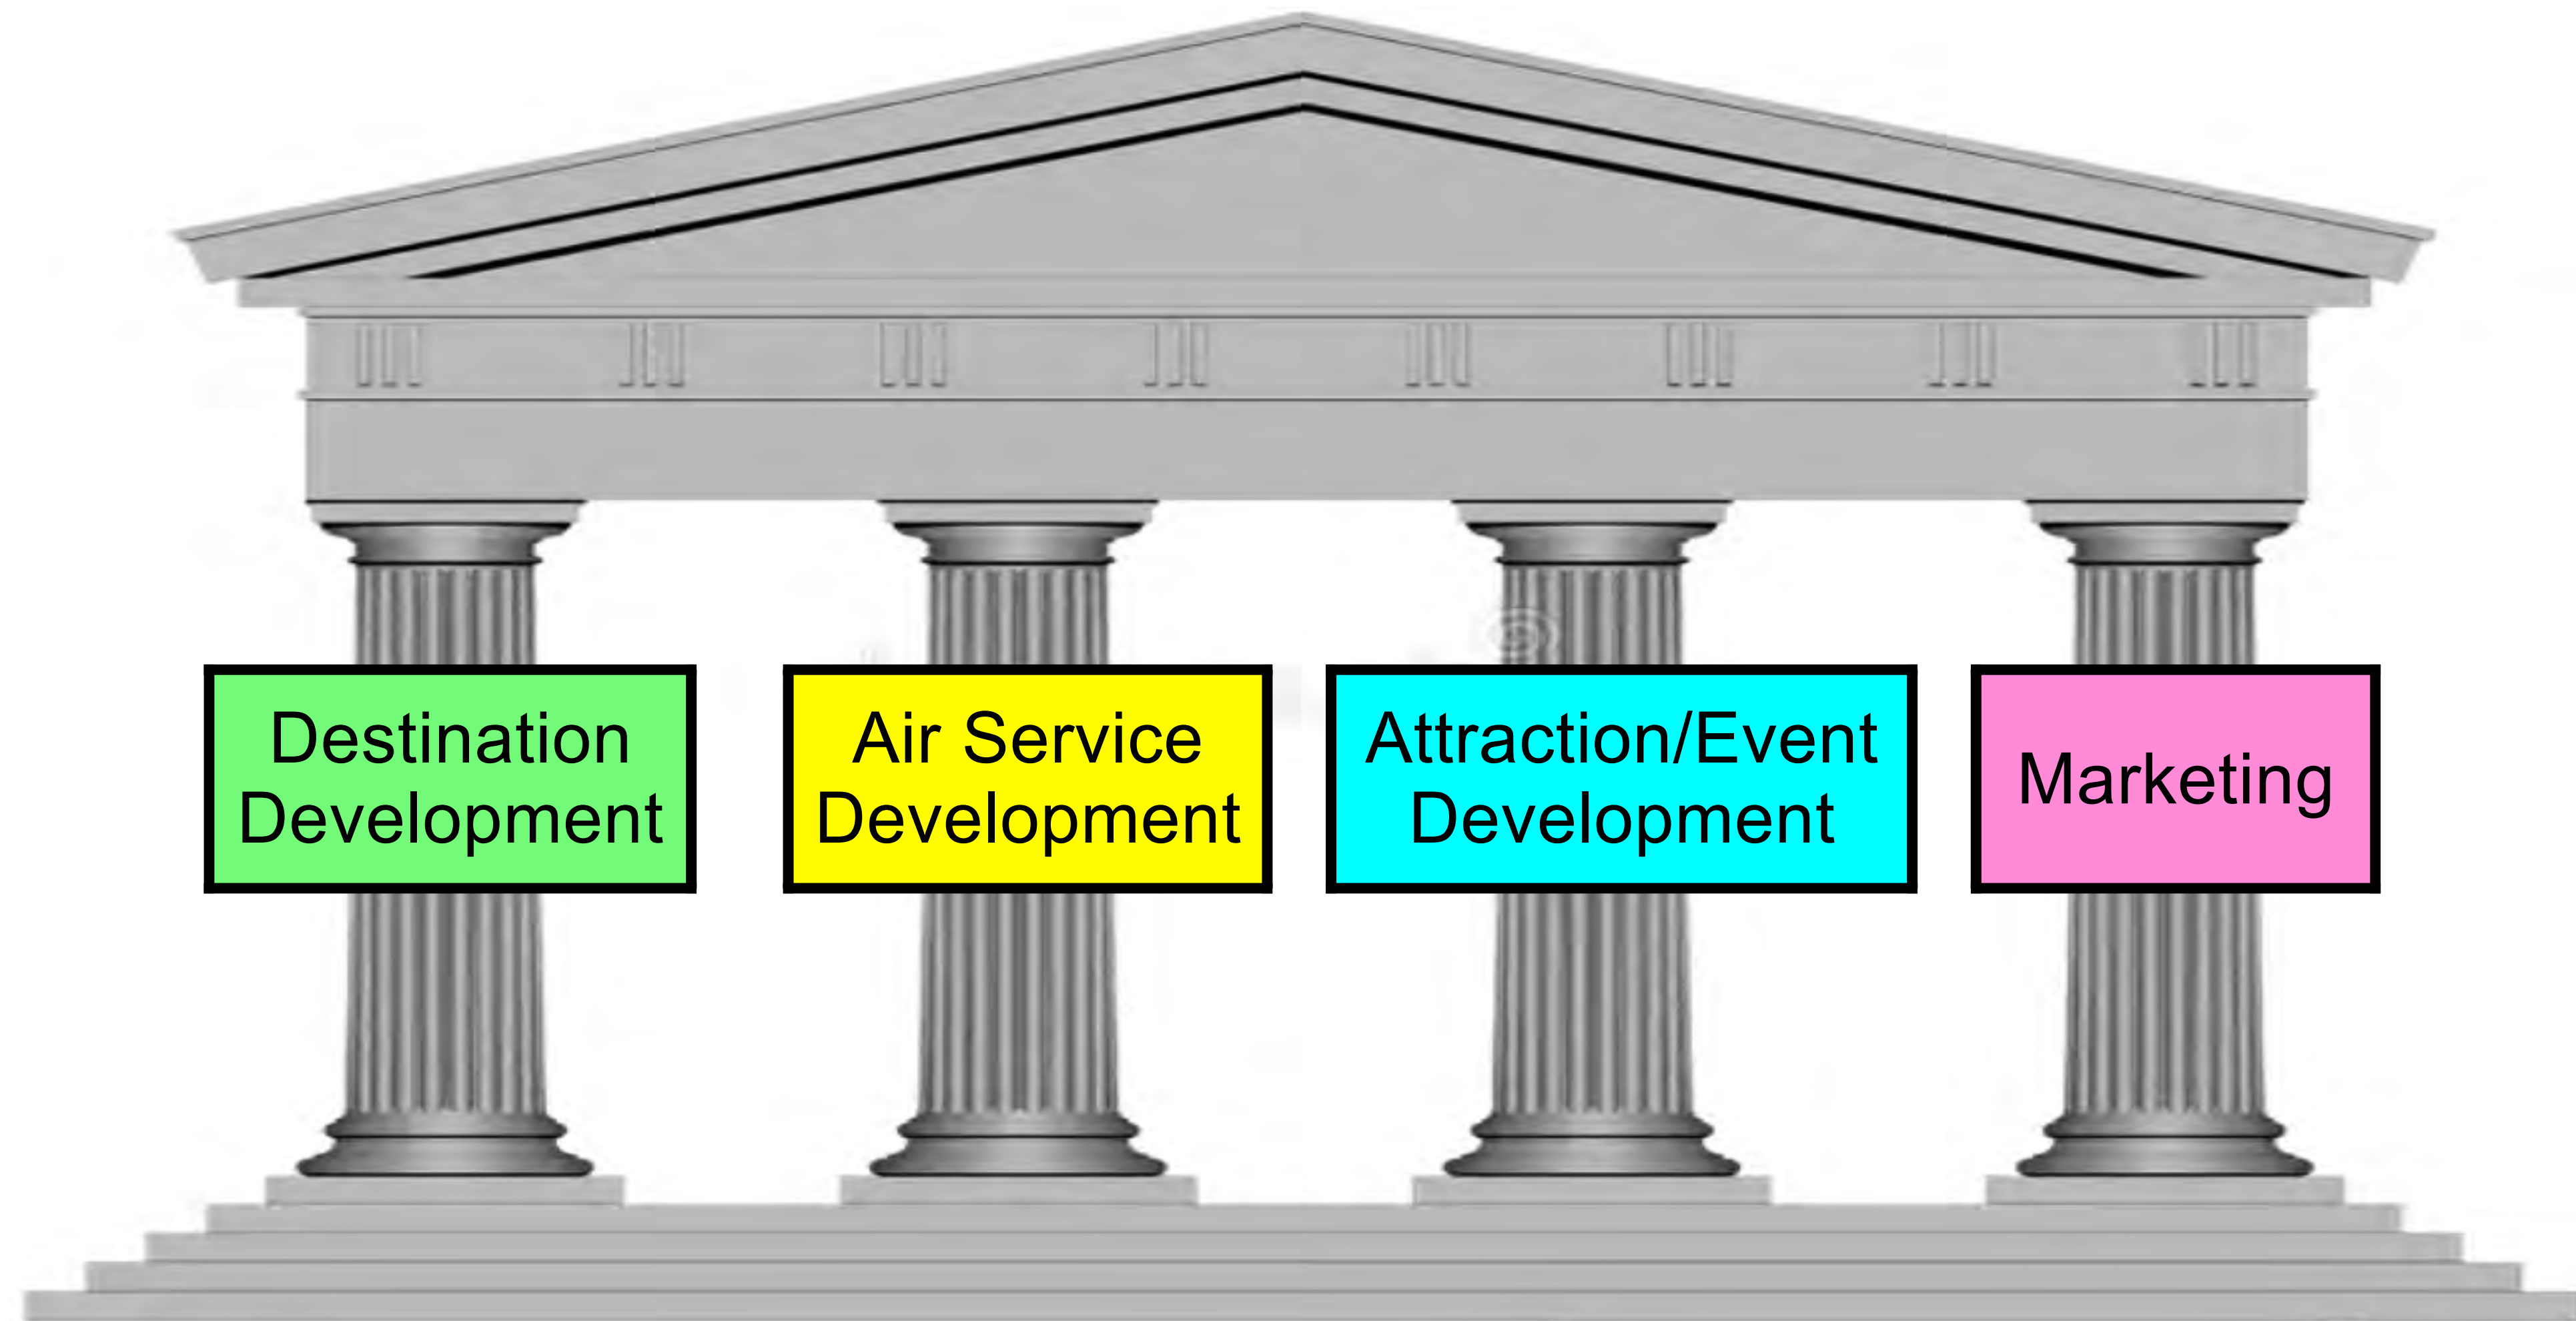 Destination
Development
Air Service
Development
Attraction/Event
Development
Marketing